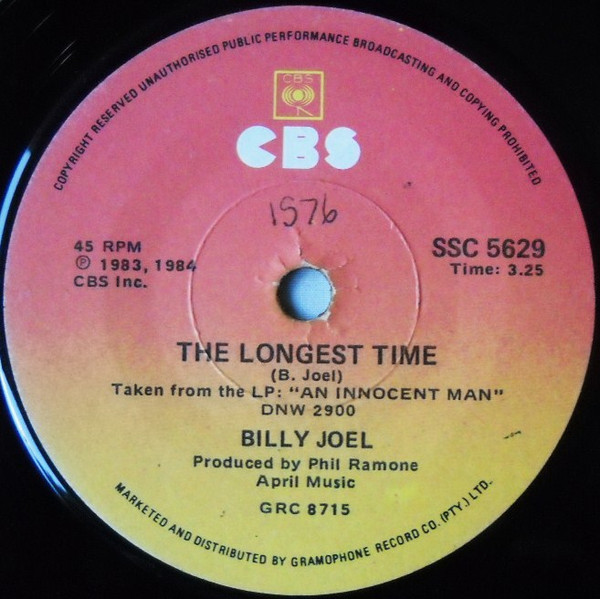 COPYRIGHT RESERVED UNAUTHORISED PUBLIC PERFORMANCE BROADCASTING AND COPYING PROHIBITED
CBS
CBS
1576
45 RPM
℗ 1983, 1984
CBS Inc.
SSC 5629
Time: 3.25
THE LONGEST TIME
(B. Joel)
Taken from the LP: "AN INNOCENT MAN"
DNW 2900
BILLY JOEL
Produced by Phil Ramone
April Music
GRC 8715
MARKETED AND DISTRIBUTED BY GRAMOPHONE RECORD CO. (PTY.) LTD.